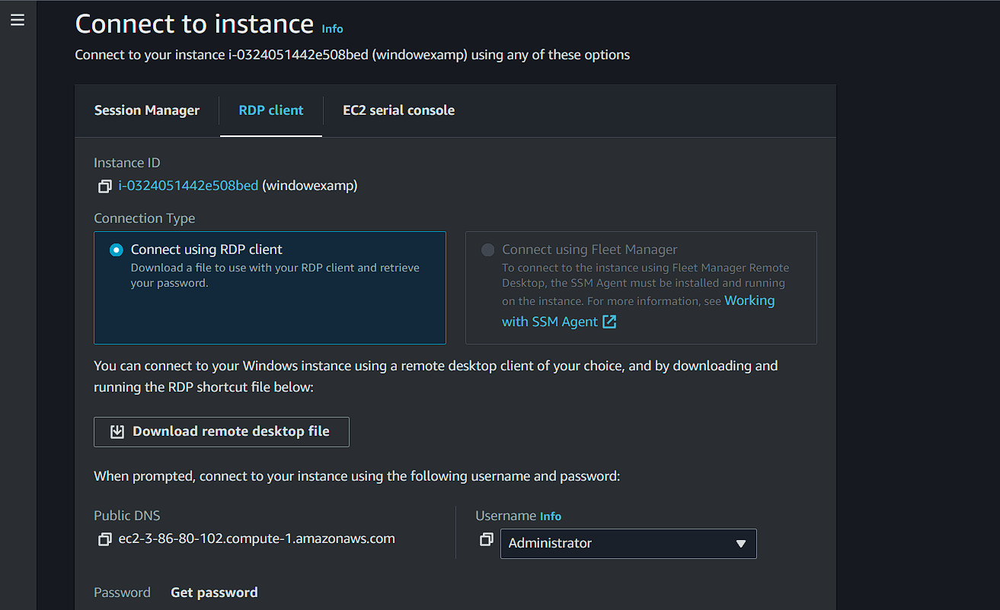 Connect to instance Info
Connect to your instance i-0324051442e508bed (windowexamp) using any of these options
Session Manager
RDP client
EC2 serial console
Instance ID
i-0324051442e508bed (windowexamp)
Connection Type
Connect using RDP client
Download a file to use with your RDP client and retrieve
your password.
Connect using Fleet Manager
To connect to the instance using Fleet Manager Remote
Desktop, the SSM Agent must be installed and running
on the instance. For more information, see Working
with SSM Agent
You can connect to your Windows instance using a remote desktop client of your choice, and by downloading and
running the RDP shortcut file below:
Download remote desktop file
When prompted, connect to your instance using the following username and password:
Public DNS
ec2-3-86-80-102.compute-1.amazonaws.com
Username Info
Administrator
Password Get password